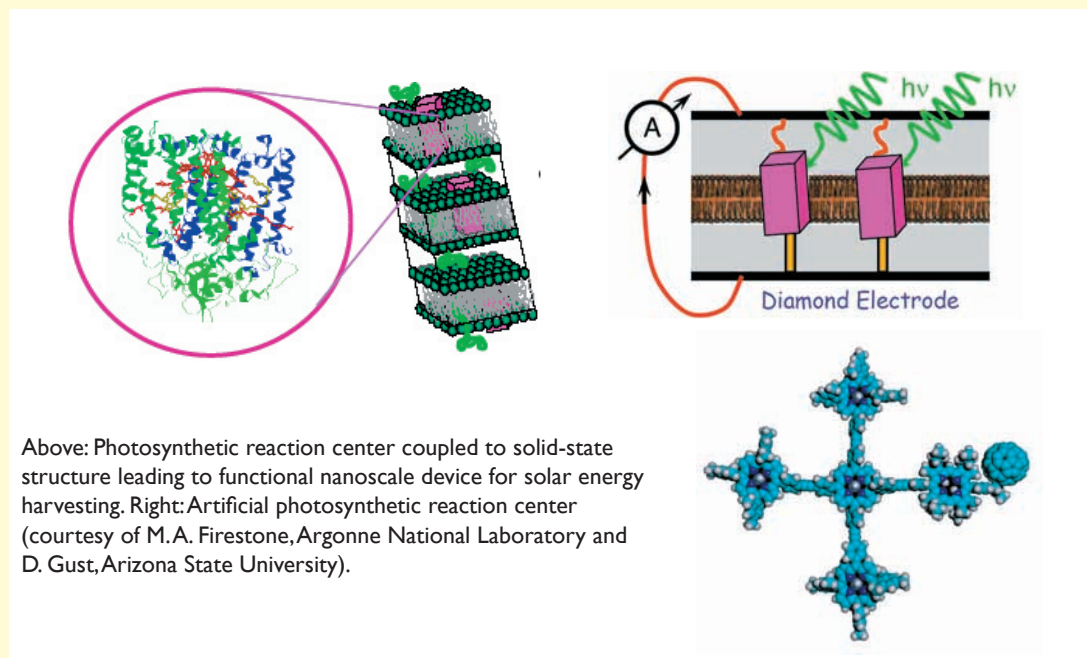 hν hν
A
Diamond Electrode
Above: Photosynthetic reaction center coupled to solid-state
structure leading to functional nanoscale device for solar energy
harvesting. Right: Artificial photosynthetic reaction center
(courtesy of M. A. Firestone, Argonne National Laboratory and
D. Gust, Arizona State University).